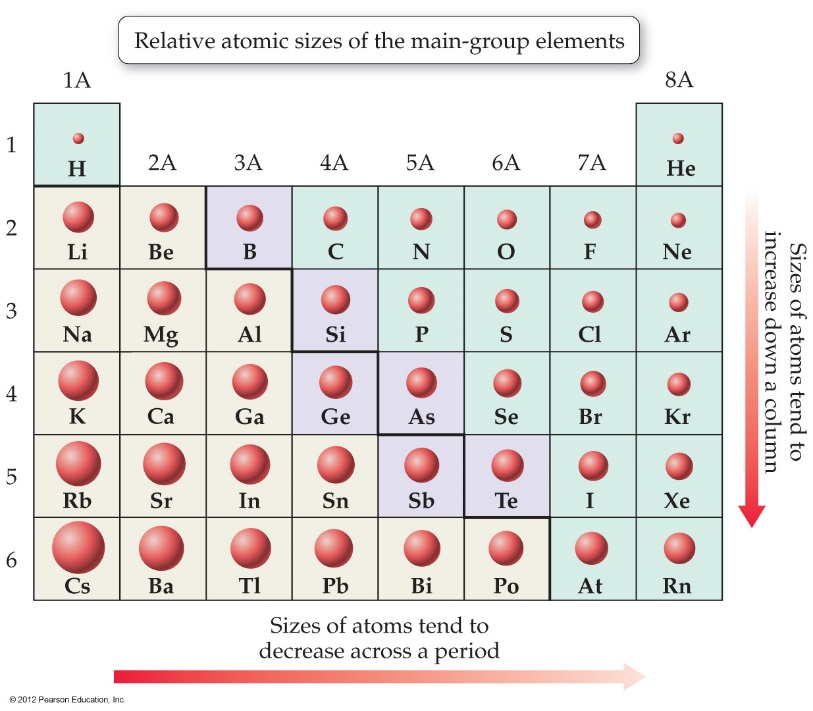 Relative atomic sizes of the main-group elements
1A 8A
1 H 2A 3A 4A 5A 6A 7A He
2 Li Be B C N O F Ne
3 Na Mg Al Si P S Cl Ar
4 K Ca Ga Ge As Se Br Kr
5 Rb Sr In Sn Sb Te I Xe
6 Cs Ba Tl Pb Bi Po At Rn
Sizes of atoms tend to
increase down a column
Sizes of atoms tend to
decrease across a period
© 2012 Pearson Education, Inc.